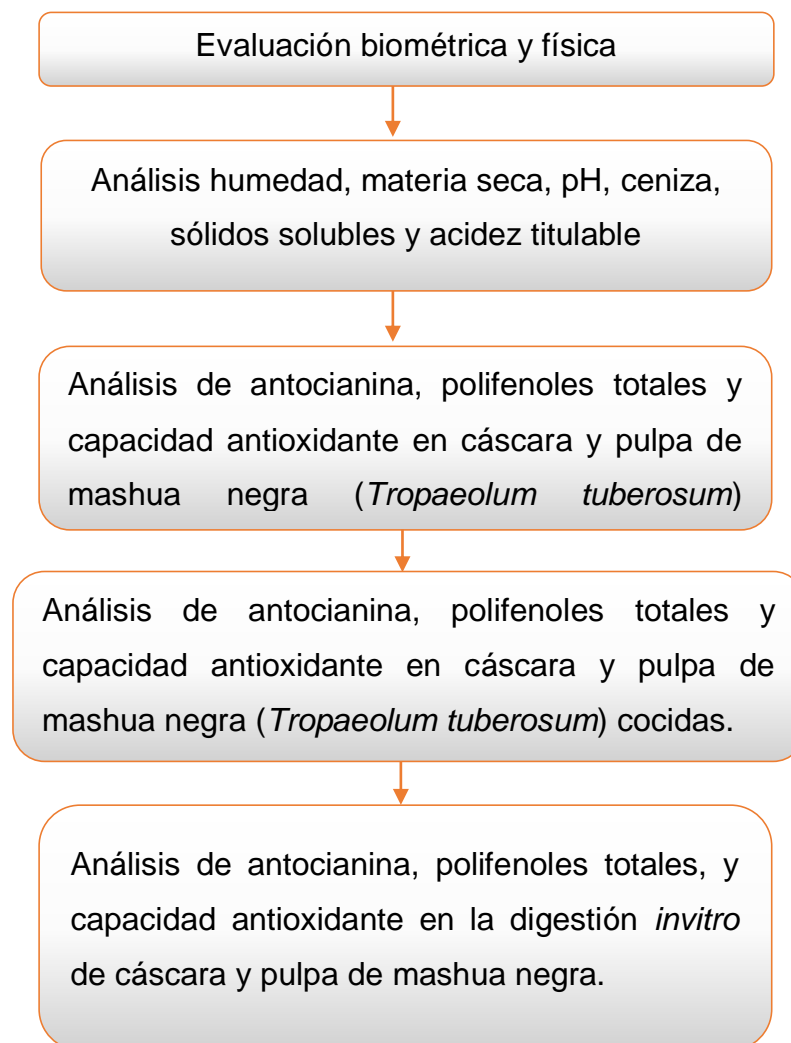 Evaluación biométrica y física
Análisis humedad, materia seca, pH, ceniza,
sólidos solubles y acidez titulable
Análisis de antocianina, polifenoles totales y
capacidad antioxidante en cáscara y pulpa de
mashua negra (Tropaeolum tuberosum)
Análisis de antocianina, polifenoles totales y
capacidad antioxidante en cáscara y pulpa de
mashua negra (Tropaeolum tuberosum) cocidas.
Análisis de antocianina, polifenoles totales, y
capacidad antioxidante en la digestión invitro
de cáscara y pulpa de mashua negra.